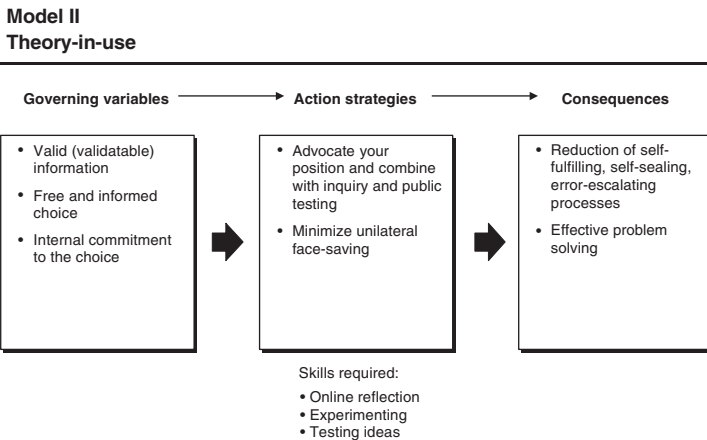 Model II
Theory-in-use
Governing variables
Action strategies
Consequences
• Valid (validatable)
information
• Free and informed
choice
• Internal commitment
to the choice
• Advocate your
position and combine
with inquiry and public
testing
• Minimize unilateral
face-saving
• Reduction of self-
fulfilling, self-sealing,
error-escalating
processes
• Effective problem
solving
Skills required:
• Online reflection
• Experimenting
• Testing ideas